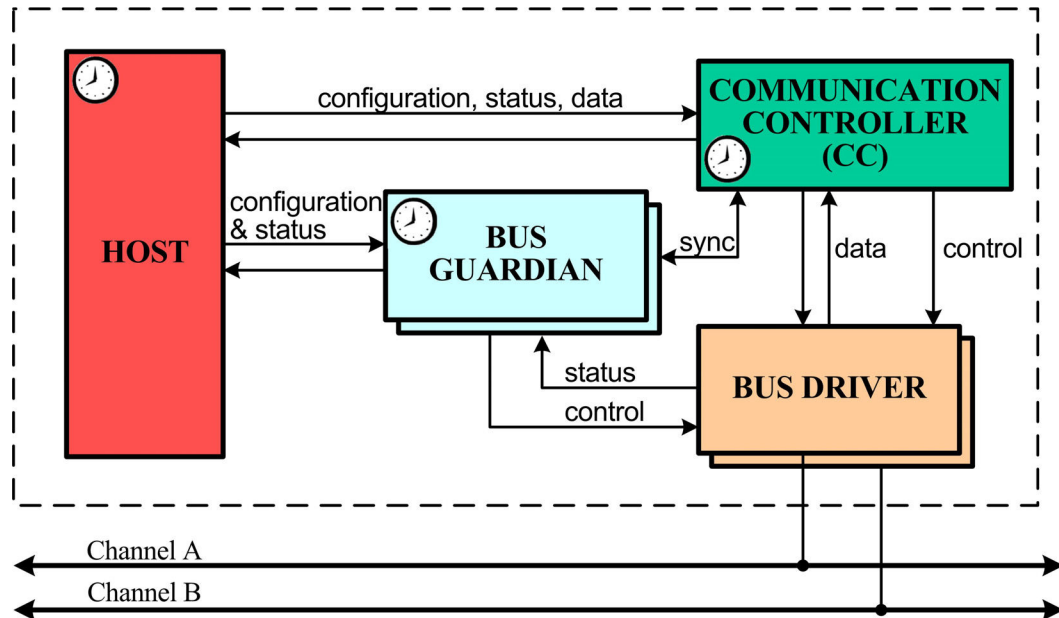 configuration, status, data
COMMUNICATION
CONTROLLER
(CC)
HOST
configuration
& status
BUS
GUARDIAN
sync
data
control
status
control
BUS DRIVER
Channel A
Channel B